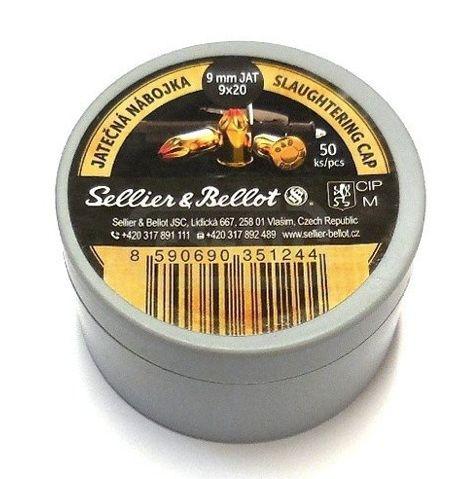 JATEČNÁ NÁBOJKA
9 mm JAT
9x20
SLAUGHTERING CAP
50
ks/pcs
Sellier & Bellot
CIP
M
Sellier & Bellot JSC, Lidická 667, 258 01 Vlašim, Czech Republic
+420 317 891 111 +420 317 892 489 www.sellier-bellot.cz
8 590690 351244